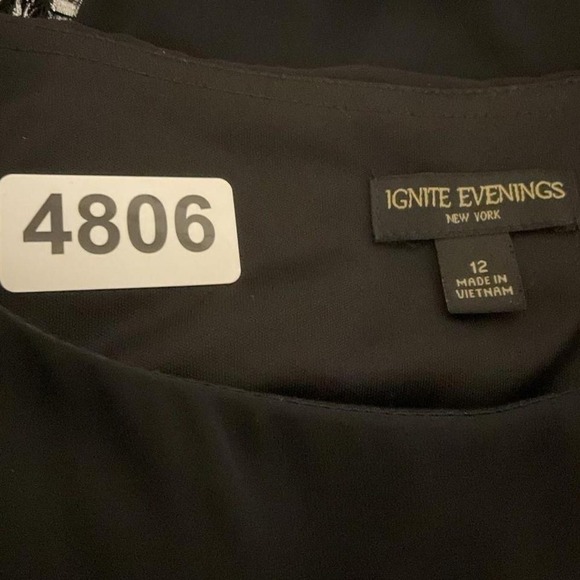 4806
IGNITE EVENINGS
NEW YORK
12
MADE IN
VIETNAM